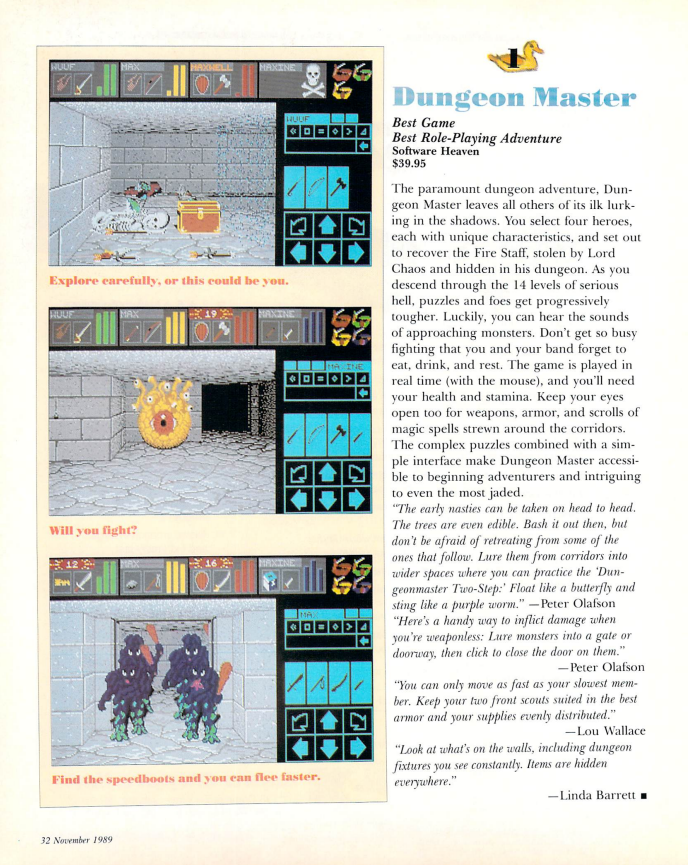 WUUF MAX MAXWELL MAXINE
WUUF
Explore carefully, or this could be you.
WUUF MAX 19 MAXINE
MAXINE
Will you fight?
12 MAX 16 MAXINE
MA
Find the speedboots and you can flee faster.
1
Dungeon Master
Best Game
Best Role-Playing Adventure
Software Heaven
$39.95
The paramount dungeon adventure, Dun-
geon Master leaves all others of its ilk lurk-
ing in the shadows. You select four heroes,
each with unique characteristics, and set out
to recover the Fire Staff, stolen by Lord
Chaos and hidden in his dungeon. As you
descend through the 14 levels of serious
hell, puzzles and foes get progressively
tougher. Luckily, you can hear the sounds
of approaching monsters. Don't get so busy
fighting that you and your band forget to
eat, drink, and rest. The game is played in
real time (with the mouse), and you'll need
your health and stamina. Keep your eyes
open too for weapons, armor, and scrolls of
magic spells strewn around the corridors.
The complex puzzles combined with a sim-
ple interface make Dungeon Master accessi-
ble to beginning adventurers and intriguing
to even the most jaded.
"The early nasties can be taken on head to head.
The trees are even edible. Bash it out then, but
don't be afraid of retreating from some of the
ones that follow. Lure them from corridors into
wider spaces where you can practice the 'Dun-
geonmaster Two-Step:' Float like a butterfly and
sting like a purple worm." —Peter Olafson
"Here's a handy way to inflict damage when
you're weaponless: Lure monsters into a gate or
doorway, then click to close the door on them."
—Peter Olafson
"You can only move as fast as your slowest mem-
ber. Keep your two front scouts suited in the best
armor and your supplies evenly distributed."
—Lou Wallace
"Look at what's on the walls, including dungeon
fixtures you see constantly. Items are hidden
everywhere."
—Linda Barrett ■
32 November 1989